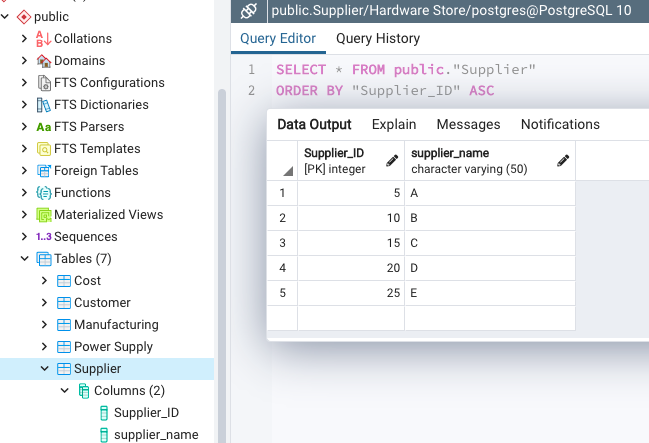 public
Collations
Domains
FTS Configurations
FTS Dictionaries
Aa FTS Parsers
FTS Templates
Foreign Tables
Functions
Materialized Views
1..3 Sequences
Tables (7)
Cost
Customer
Manufacturing
Power Supply
Supplier
Columns (2)
Supplier_ID
supplier_name
public.Supplier/Hardware Store/postgres@PostgreSQL 10
Query Editor Query History
1 SELECT * FROM public."Supplier"
2 ORDER BY "Supplier_ID" ASC
Data Output Explain Messages Notifications
Supplier_ID supplier_name
[PK] integer character varying (50)
1 5 A
2 10 B
3 15 C
4 20 D
5 25 E